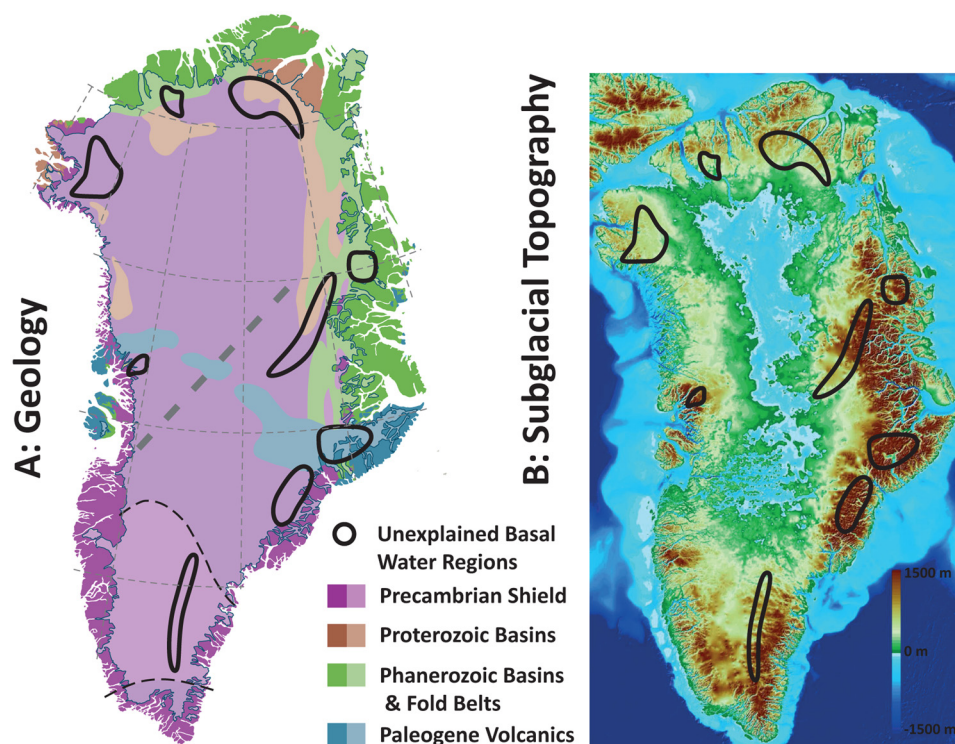 A: Geology
Unexplained Basal
Water Regions
Precambrian Shield
Proterozoic Basins
Phanerozoic Basins
& Fold Belts
Paleogene Volcanics
B: Subglacial Topography
1500 m
0 m
-1500 m